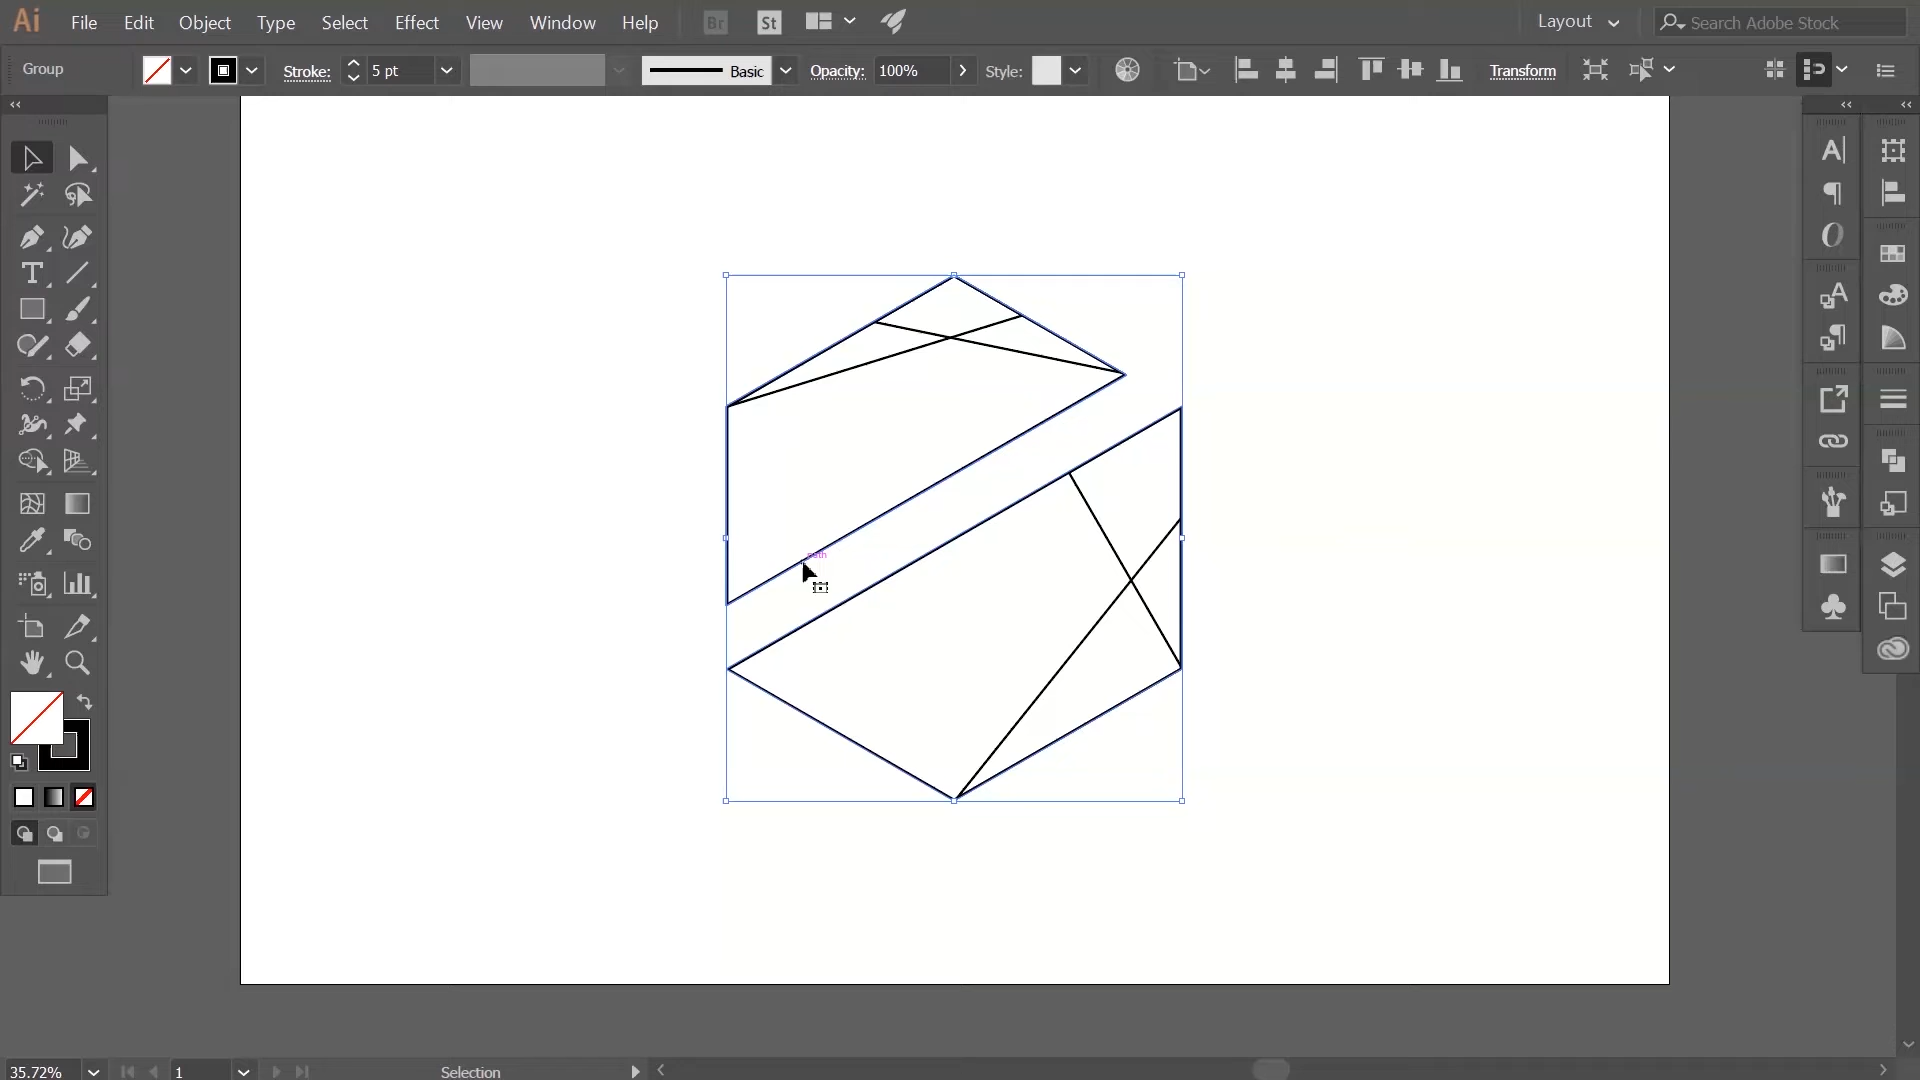 Ai File Edit Object Type Select Effect View Window Help Br St Layout Search Adobe Stock
Group Stroke: 5 pt Basic Opacity: 100% Style: Transform
path
35.72% 1 Selection